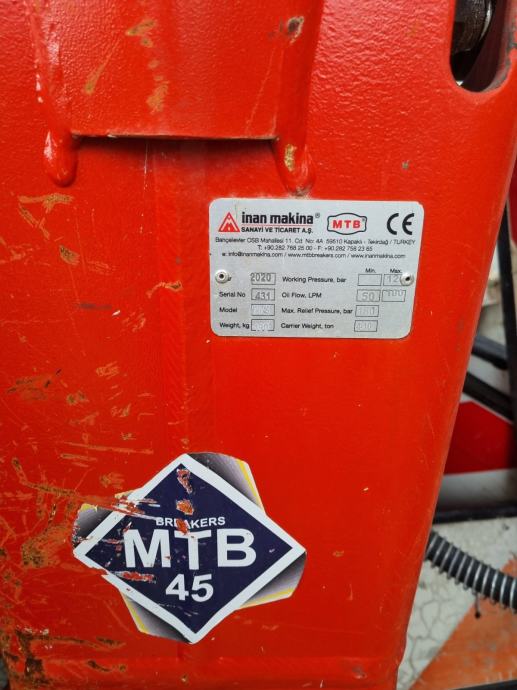 inan makina®
SANAYİ VE TİCARET A.Ş.
MTB
CE
Bahçelievler OSB Mahallesi 11. Cd No: 4A 59510 Kapaklı - Tekirdağ / TURKEY
T: +90.282 768 25 00 - F: +90.282 758 23 65
e: info@inanmakina.com / www.mtbbreakers.com / www.inanmakina.com
2020
Working Pressure, bar
Min.
Max.
Serial No 431
Oil Flow, LPM 50 100
Model
Max. Relief Pressure, bar
Weight, kg
Carrier Weight, ton
BREAKERS
MTB
45